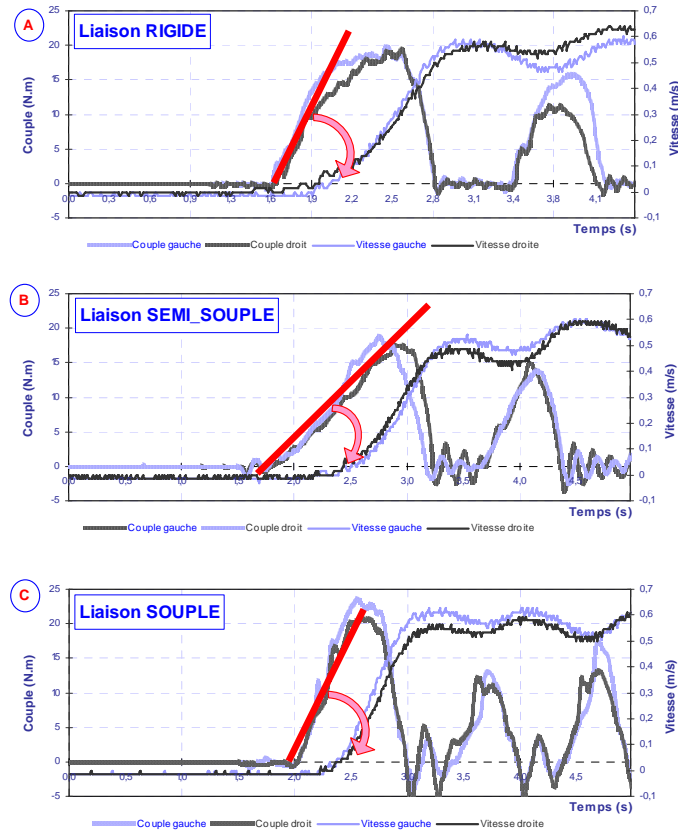 A
Liaison RIGIDE
Couple (N.m)
25
20
15
10
5
0
-5
0,0 0,3 0,6 0,9 1,3 1,6 1,9 2,2 2,5 2,8 3,1 3,4 3,8 4,1
0,7
0,6
0,5
0,4
0,3
0,2
0,1
0
-0,1
Vitesse (m/s)
Temps (s)
Couple gauche Couple droit Vitesse gauche Vitesse droite
B
Liaison SEMI_SOUPLE
Couple (N.m)
25
20
15
10
5
0
-5
0,0 0,5 1,0 1,5 2,0 2,5 3,0 3,5 4,0 4,5
0,7
0,6
0,5
0,4
0,3
0,2
0,1
0
-0,1
Vitesse (m/s)
Temps (s)
Couple gauche Couple droit Vitesse gauche Vitesse droite
C
Liaison SOUPLE
Couple (N.m)
25
20
15
10
5
0
-5
0,0 0,5 1,0 1,5 2,0 2,5 3,0 3,5 4,0 4,5
0,7
0,6
0,5
0,4
0,3
0,2
0,1
0
-0,1
Vitesse (m/s)
Temps (s)
Couple gauche Couple droit Vitesse gauche Vitesse droite